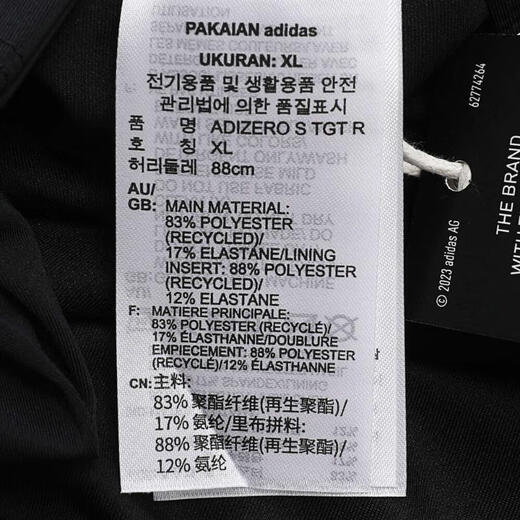 PAKAIAN adidas
UKURAN: XL
전기용품 및 생활용품 안전
관리법에 의한 품질표시
품 명 ADIZERO S TGT R
호 칭 XL
허리둘레 88cm
AU/
GB: MAIN MATERIAL:
83% POLYESTER
(RECYCLED)/
17% ELASTANE/LINING
INSERT: 88% POLYESTER
(RECYCLED)/
12% ELASTANE
F: MATIERE PRINCIPALE:
83% POLYESTER (RECYCLÉ)/
17% ÉLASTHANNE/DOUBLURE
EMPIECEMENT: 88% POLYESTER
(RECYCLÉ)/12% ÉLASTHANNE
CN: 主料:
83% 聚酯纤维(再生聚酯)/
17% 氨纶/里布拼料:
88% 聚酯纤维(再生聚酯)/
12% 氨纶
62774264
THE BRAND
© 2023 adidas AG